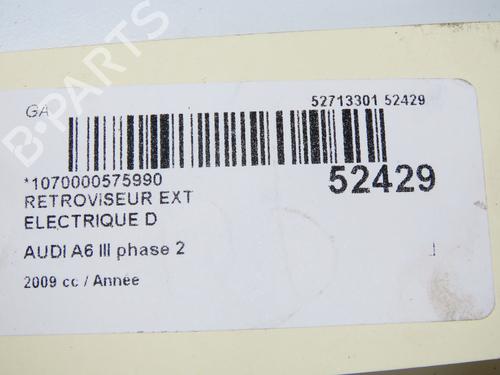 GA
52713301 52429
*1070000575990
52429
RETROVISEUR EXT
ELECTRIQUE D
AUDI A6 III phase 2
2009 cc / Année
B-PARTS